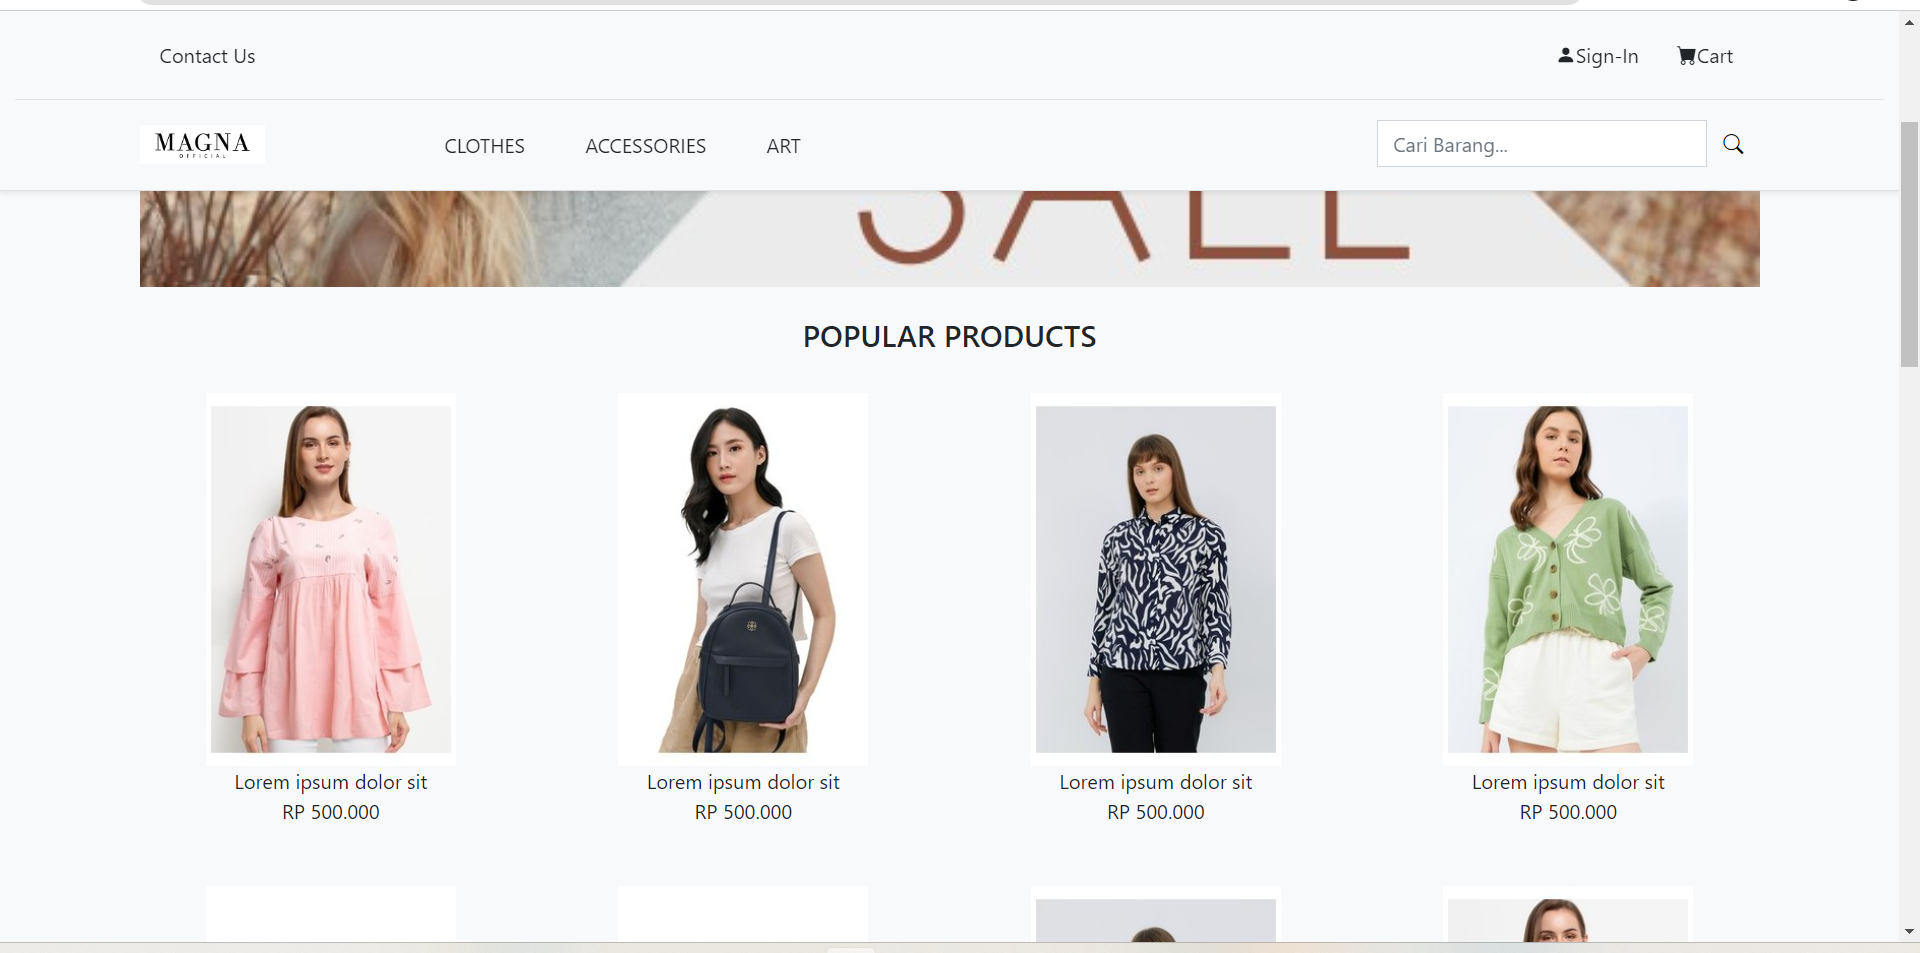 Contact Us
Sign-In
Cart
MAGNA
OFFICIAL
CLOTHES
ACCESSORIES
ART
Cari Barang...
SALE
POPULAR PRODUCTS
Lorem ipsum dolor sit
RP 500.000
Lorem ipsum dolor sit
RP 500.000
Lorem ipsum dolor sit
RP 500.000
Lorem ipsum dolor sit
RP 500.000